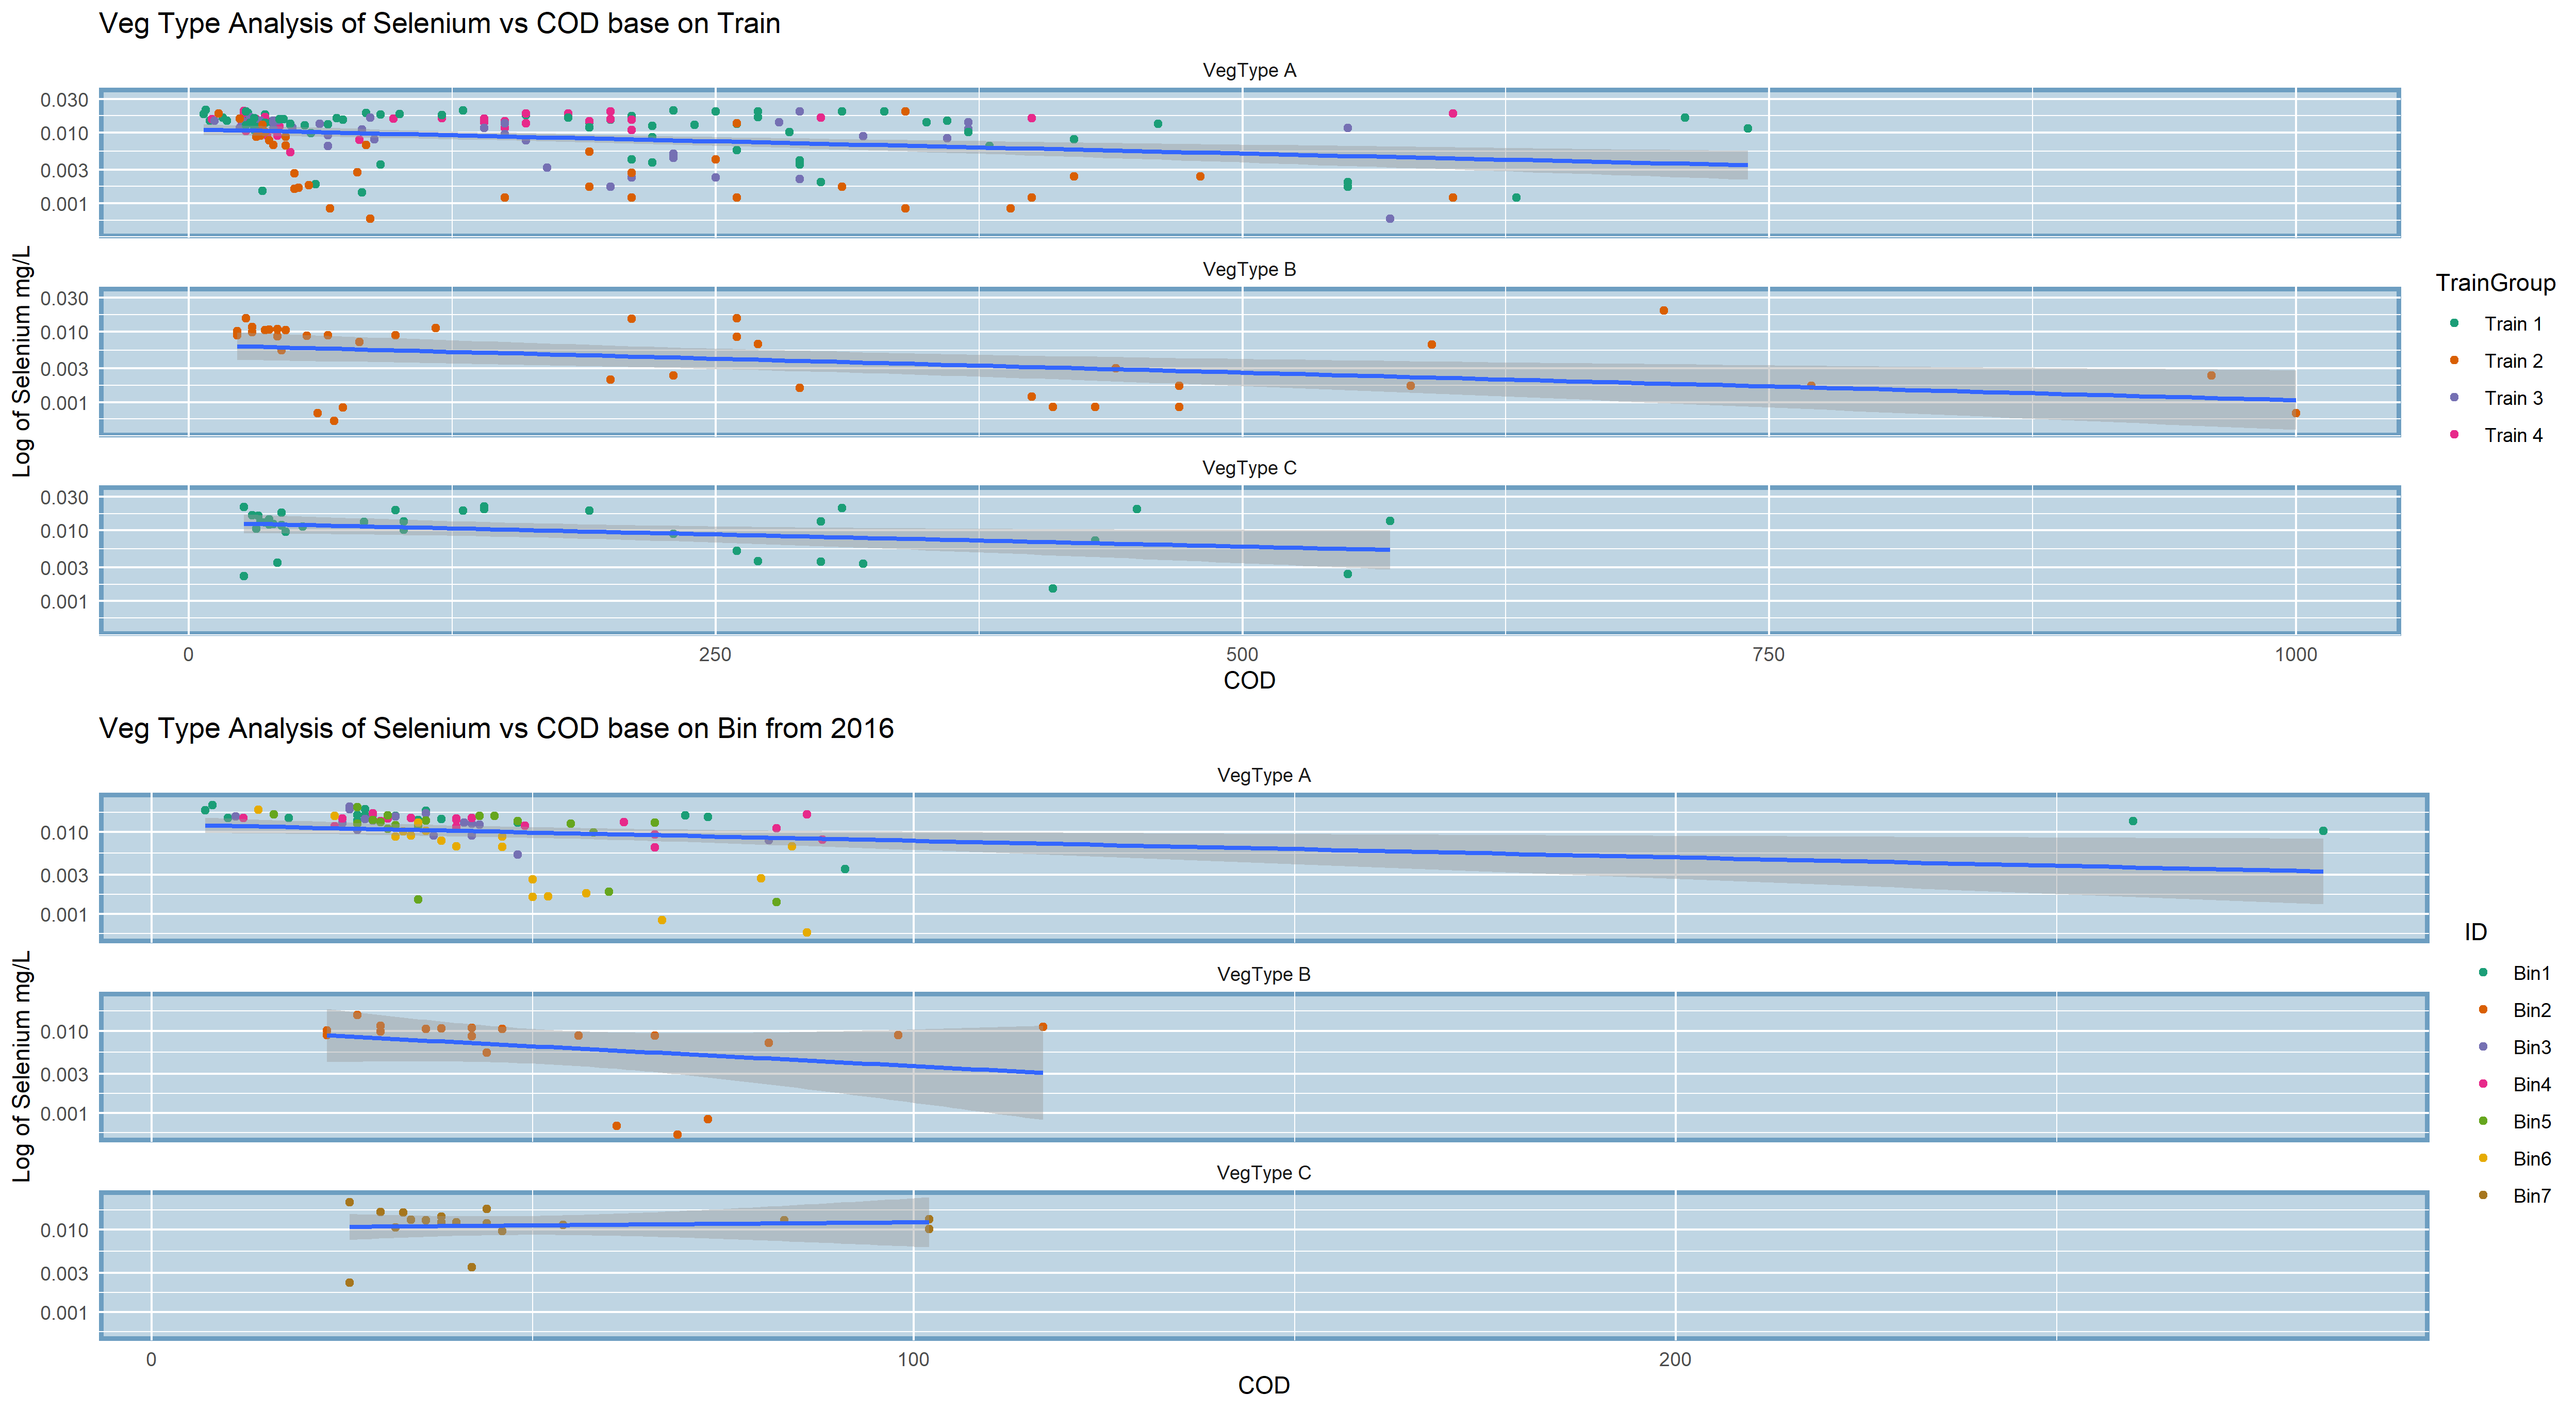 Veg Type Analysis of Selenium vs COD base on Train
VegType A
0.030
0.010
0.003
0.001
VegType B
0.030
0.010
0.003
0.001
VegType C
0.030
0.010
0.003
0.001
Log of Selenium mg/L
0 250 500 750 1000
COD
TrainGroup
Train 1
Train 2
Train 3
Train 4
Veg Type Analysis of Selenium vs COD base on Bin from 2016
VegType A
0.010
0.003
0.001
VegType B
0.010
0.003
0.001
VegType C
0.010
0.003
0.001
Log of Selenium mg/L
0 100 200
COD
ID
Bin1
Bin2
Bin3
Bin4
Bin5
Bin6
Bin7